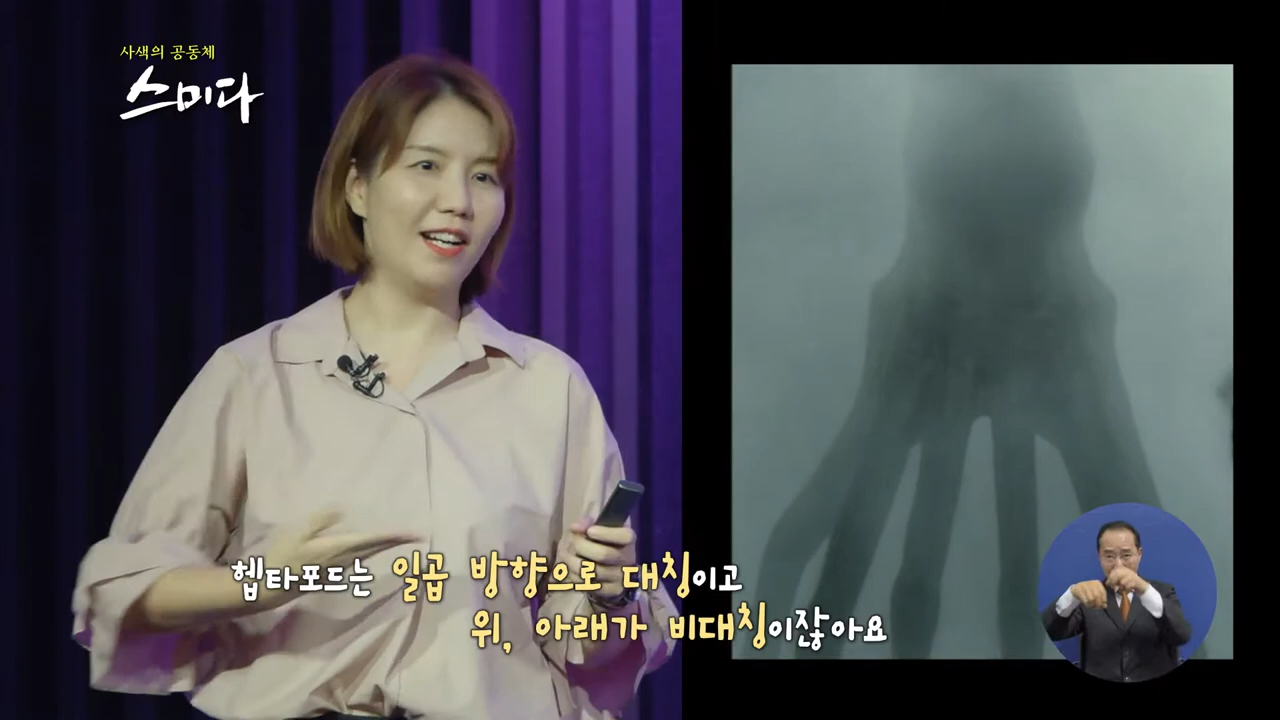 사색의 공동체
스미다
헵타포드는 일곱 방향으로 대칭이고
위, 아래가 비대칭이잖아요